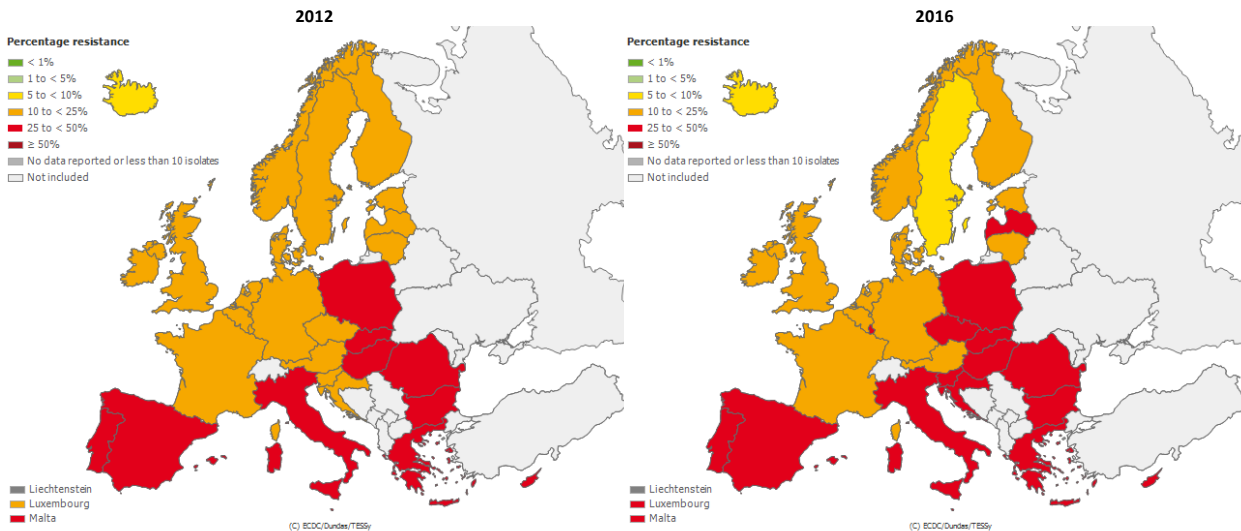 2012
Percentage resistance
< 1%
1 to < 5%
5 to < 10%
10 to < 25%
25 to < 50%
≥ 50%
No data reported or less than 10 isolates
Not included
Liechtenstein
Luxembourg
Malta
(C) ECDC/Dundas/TESSy
2016
Percentage resistance
< 1%
1 to < 5%
5 to < 10%
10 to < 25%
25 to < 50%
≥ 50%
No data reported or less than 10 isolates
Not included
Liechtenstein
Luxembourg
Malta
(C) ECDC/Dundas/TESSy